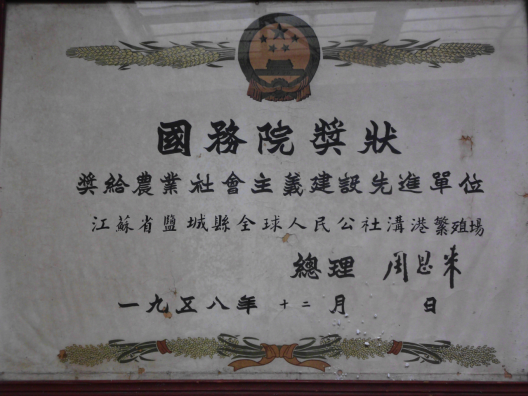 國務院獎狀
獎給農業社會主義建設先進單位
江蘇省鹽城縣全球人民公社溝港繁殖場
總理 周恩来
一九五八年 十二月 日